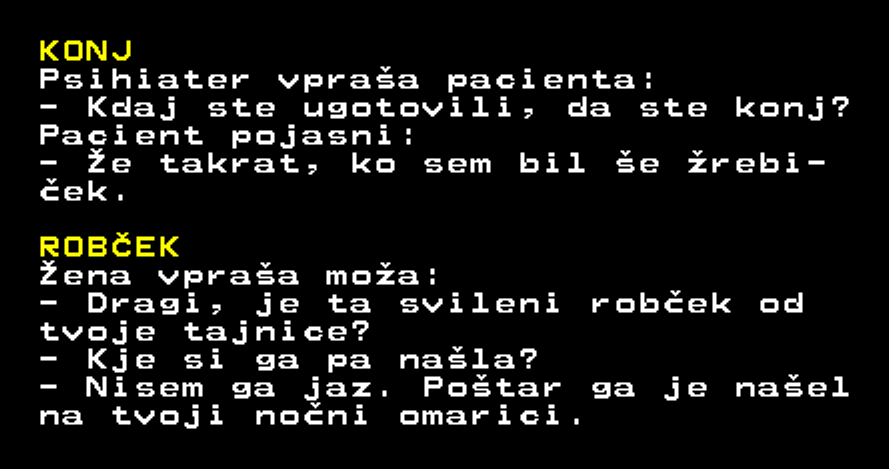 KONJ
Psihiater vpraša pacienta:
- Kdaj ste ugotovili, da ste konj?
Pacient pojasni:
- Že takrat, ko sem bil še žrebi-
ček.
ROBČEK
Žena vpraša moža:
- Dragi, je ta svileni robček od
tvoje tajnice?
- Kje si ga pa našla?
- Nisem ga jaz. Poštar ga je našel
na tvoji nočni omarici.